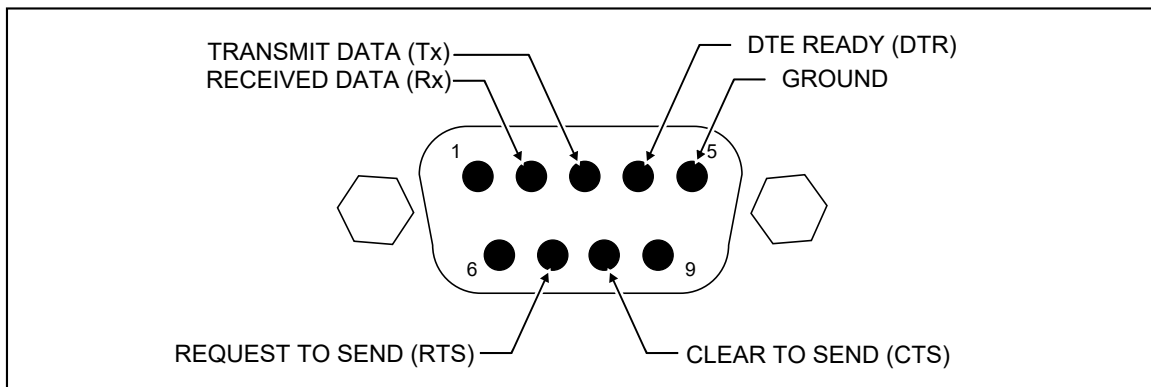 TRANSMIT DATA (Tx)
RECEIVED DATA (Rx)
DTE READY (DTR)
GROUND
1
5
6
9
REQUEST TO SEND (RTS)
CLEAR TO SEND (CTS)